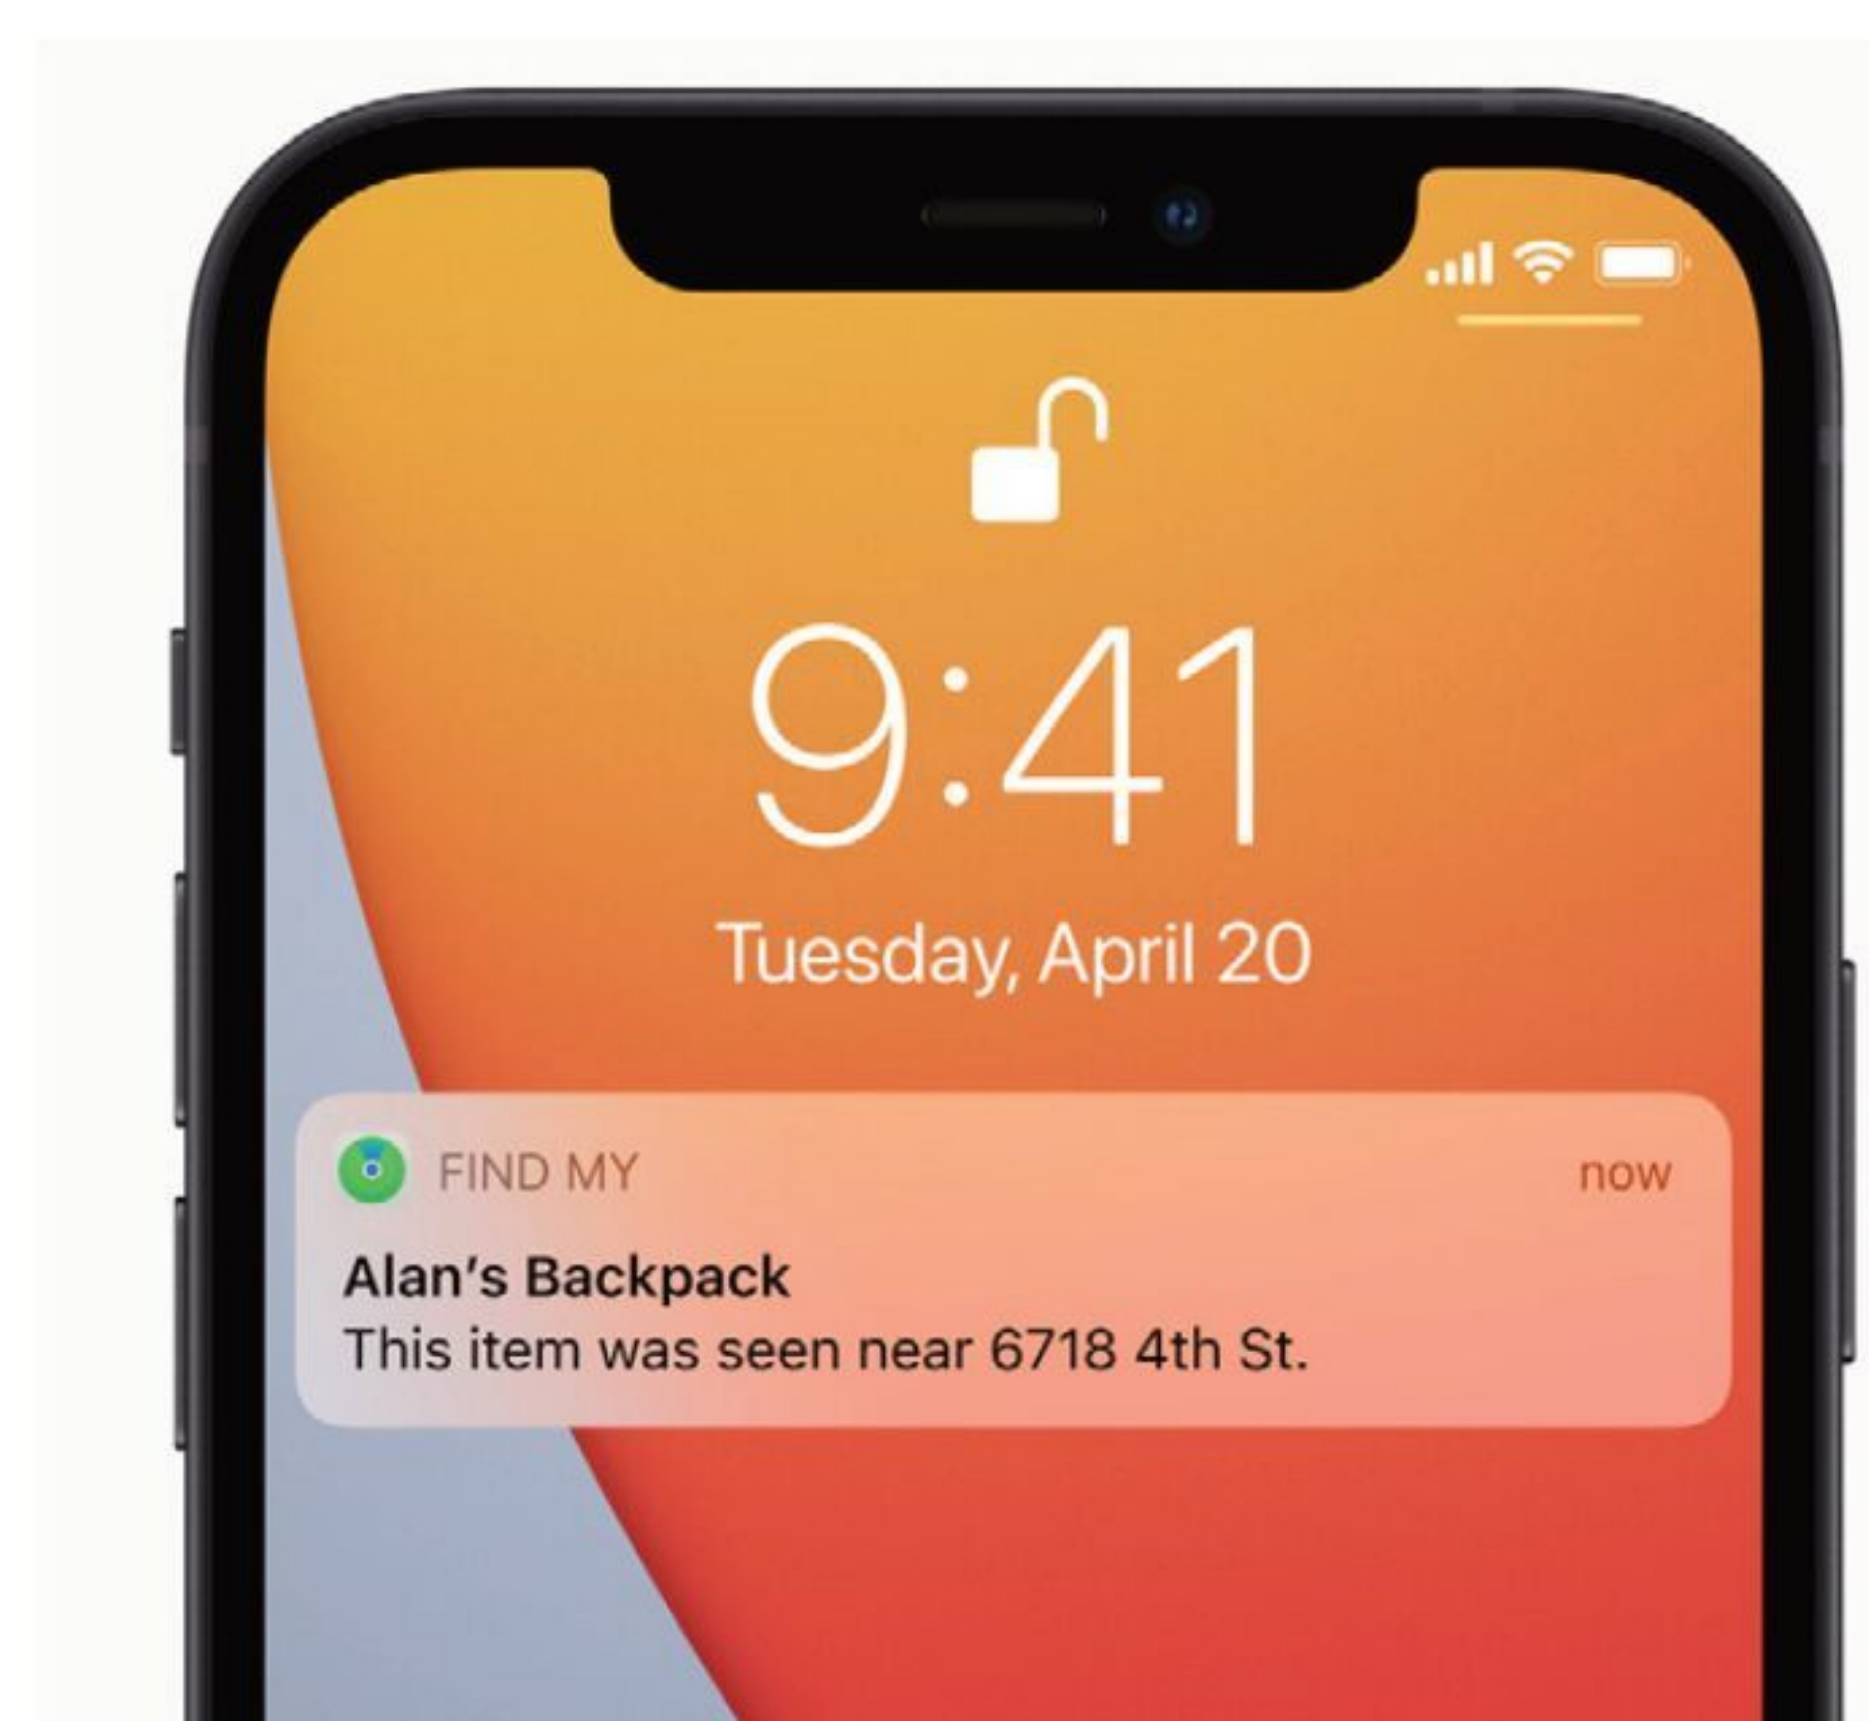 9:41
Tuesday, April 20
FIND MY now
Alan's Backpack
This item was seen near 6718 4th St.